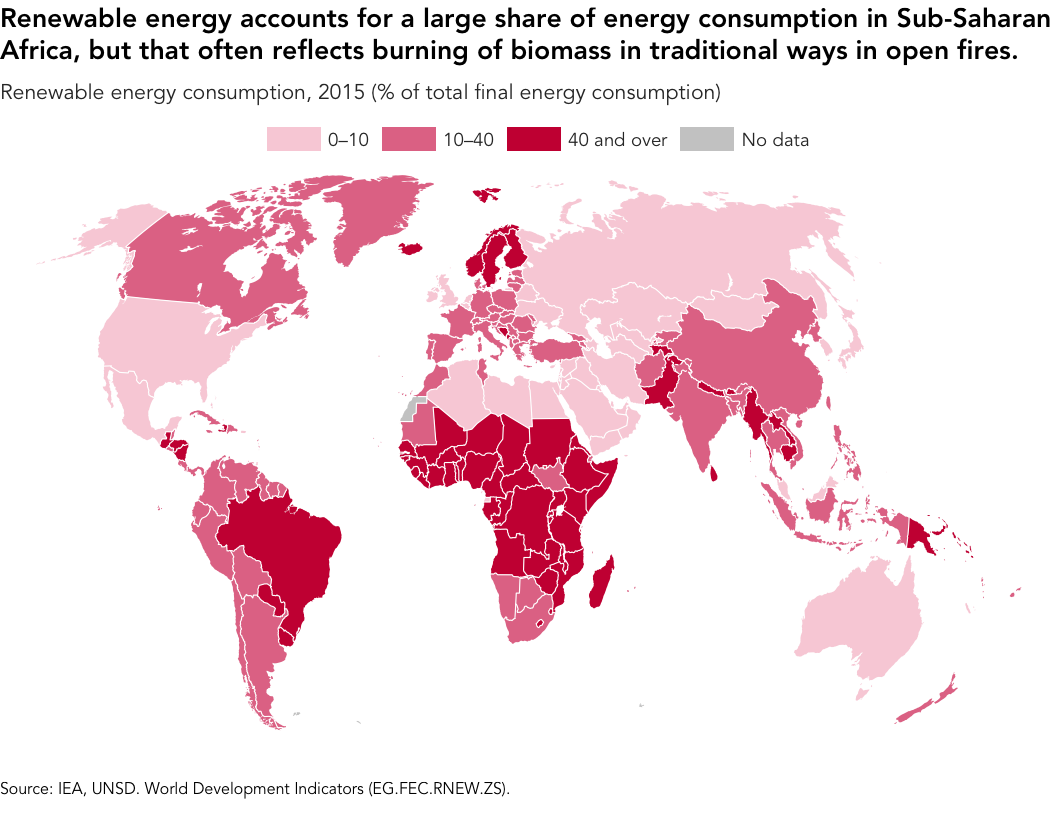 Renewable energy accounts for a large share of energy consumption in Sub-Saharan
Africa, but that often reflects burning of biomass in traditional ways in open fires.
Renewable energy consumption, 2015 (% of total final energy consumption)
0–10 10–40 40 and over No data
Source: IEA, UNSD. World Development Indicators (EG.FEC.RNEW.ZS).